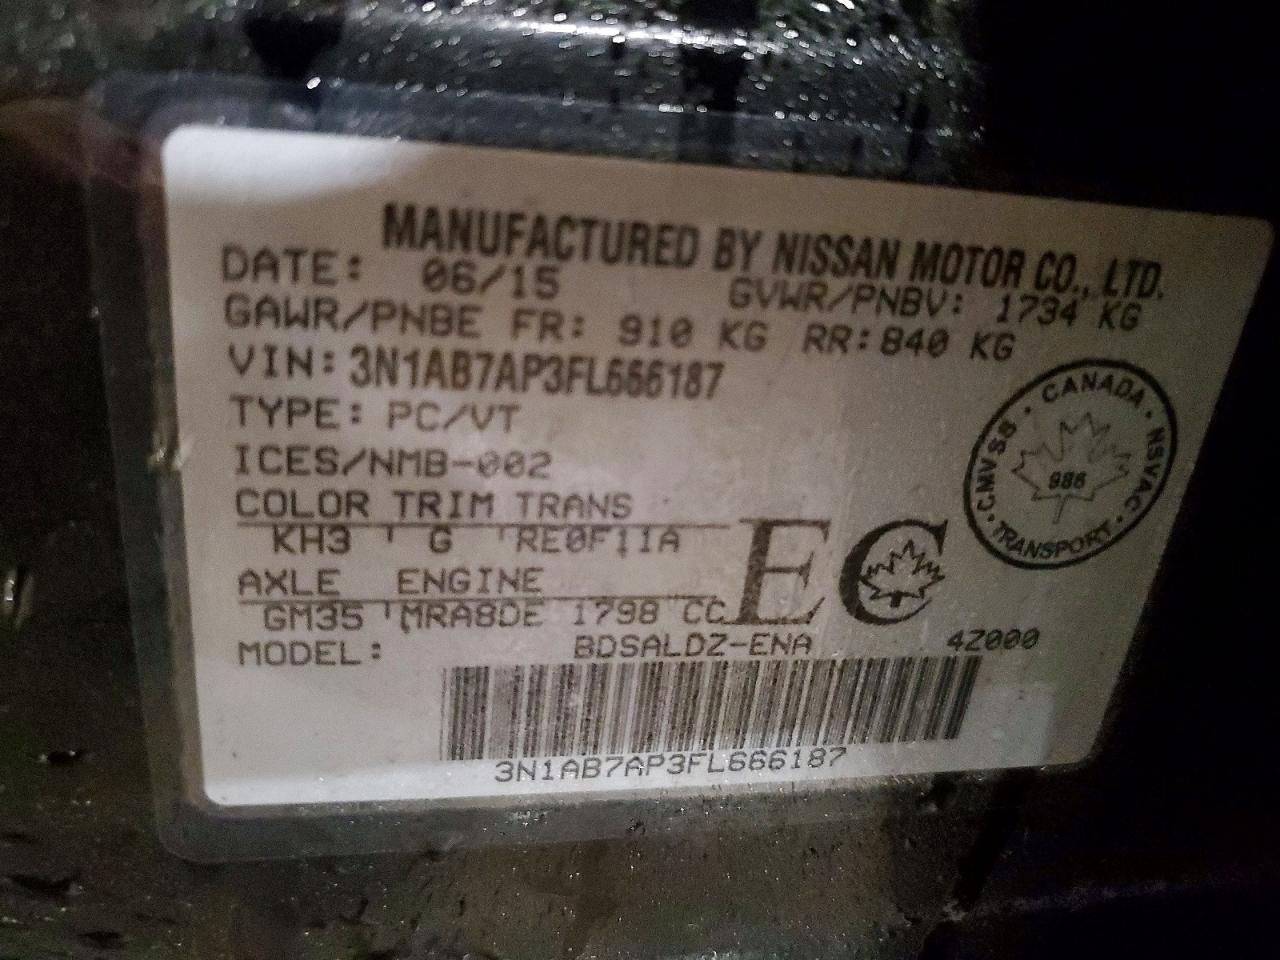 MANUFACTURED BY NISSAN MOTOR CO., LTD.
DATE: 06/15 GVWR/PNBV: 1734 KG
GAWR/PNBE FR: 910 KG RR: 840 KG
VIN: 3N1AB7AP3FL666187
TYPE: PC/VT
ICES/NMB-002
COLOR TRIM TRANS
KH3 G RE0F11A
AXLE ENGINE
GM35 MRA8DE 1798 CC
MODEL: BDSALDZ-ENA 4Z000
3N1AB7AP3FL666187
EC
CANADA · NSVAC · TRANSPORT · CMVSS ·
986